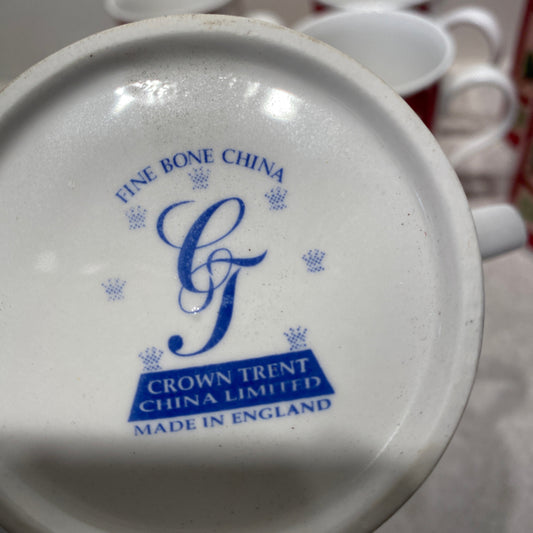 FINE BONE CHINA
CT
CROWN TRENT
CHINA LIMITED
MADE IN ENGLAND